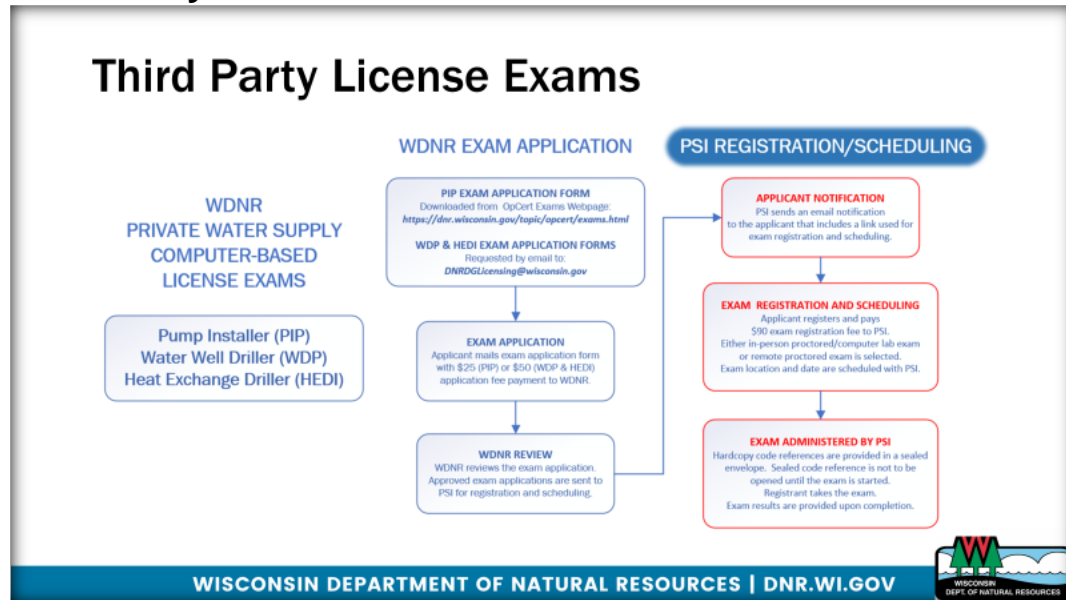 Third Party License Exams
WDNR
PRIVATE WATER SUPPLY
COMPUTER-BASED
LICENSE EXAMS
Pump Installer (PIP)
Water Well Driller (WDP)
Heat Exchange Driller (HEDI)
WDNR EXAM APPLICATION
PIP EXAM APPLICATION FORM
Downloaded from OpCert Exams Webpage:
https://dnr.wisconsin.gov/topic/opcert/exams.html
WDP & HEDI EXAM APPLICATION FORMS
Requested by email to:
DNRDGLicensing@wisconsin.gov
EXAM APPLICATION
Applicant mails exam application form
with $25 (PIP) or $50 (WDP & HEDI)
application fee payment to WDNR.
WDNR REVIEW
WDNR reviews the exam application.
Approved exam applications are sent to
PSI for registration and scheduling.
PSI REGISTRATION/SCHEDULING
APPLICANT NOTIFICATION
PSI sends an email notification
to the applicant that includes a link used for
exam registration and scheduling.
EXAM REGISTRATION AND SCHEDULING
Applicant registers and pays
$90 exam registration fee to PSI.
Either in-person proctored/computer lab exam
or remote proctored exam is selected.
Exam location and date are scheduled with PSI.
EXAM ADMINISTERED BY PSI
Hardcopy code references are provided in a sealed
envelope. Sealed code reference is not to be
opened until the exam is started.
Registrant takes the exam.
Exam results are provided upon completion.
WISCONSIN DEPARTMENT OF NATURAL RESOURCES | DNR.WI.GOV
WISCONSIN
DEPT. OF NATURAL RESOURCES